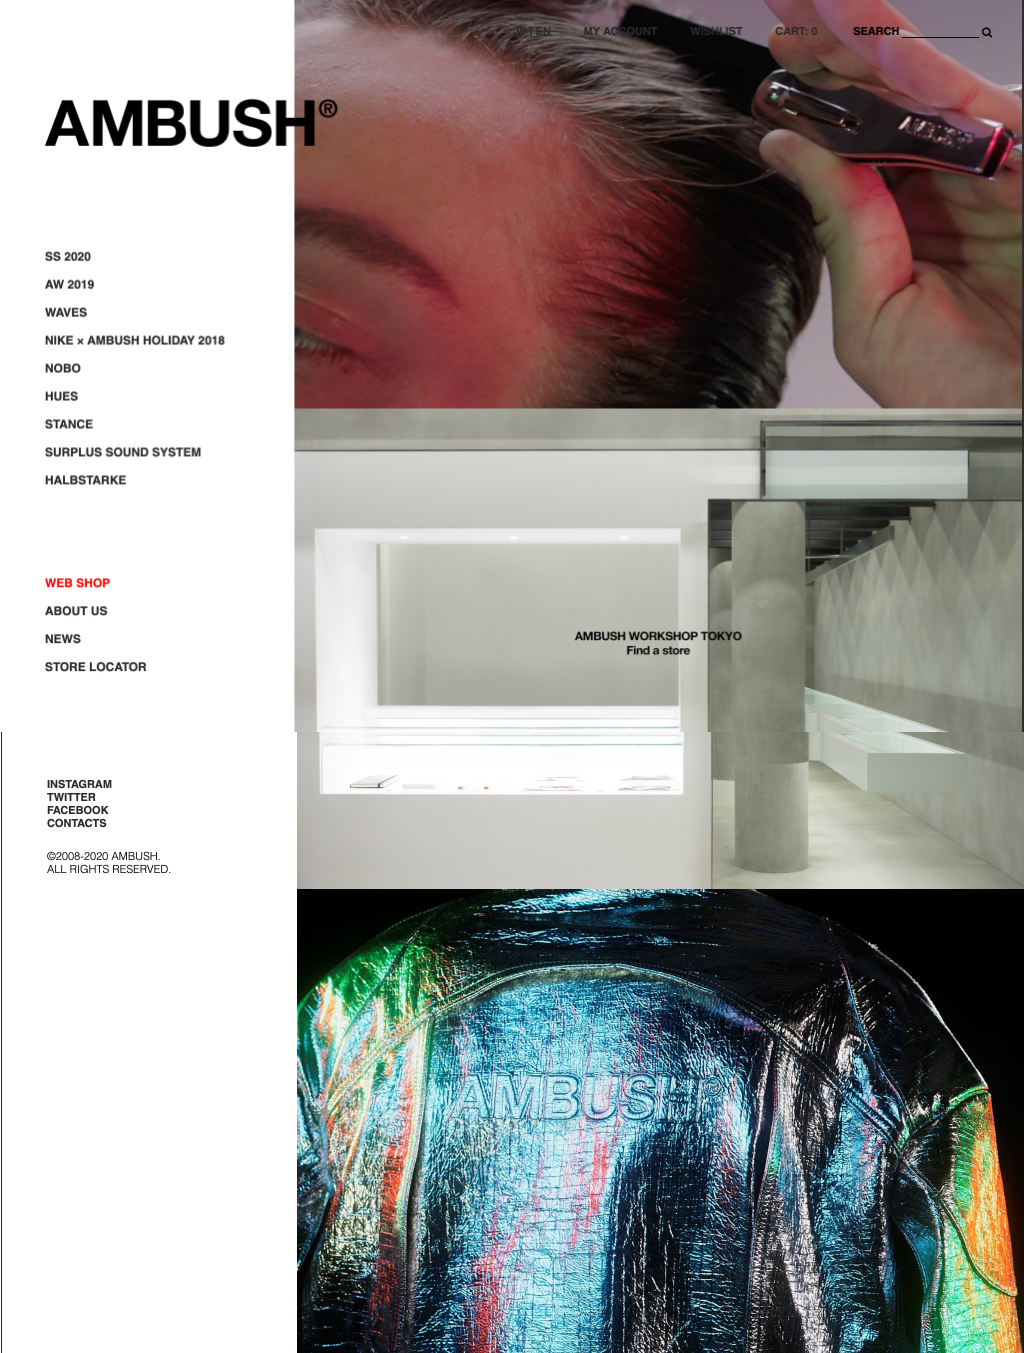 EN MY ACCOUNT WISHLIST CART: 0 SEARCH
AMBUSH®
AMBUSH
SS 2020
AW 2019
WAVES
NIKE × AMBUSH HOLIDAY 2018
NOBO
HUES
STANCE
SURPLUS SOUND SYSTEM
HALBSTARKE
WEB SHOP
ABOUT US
NEWS
STORE LOCATOR
AMBUSH WORKSHOP TOKYO
Find a store
INSTAGRAM
TWITTER
FACEBOOK
CONTACTS
©2008-2020 AMBUSH.
ALL RIGHTS RESERVED.
AMBUSH®